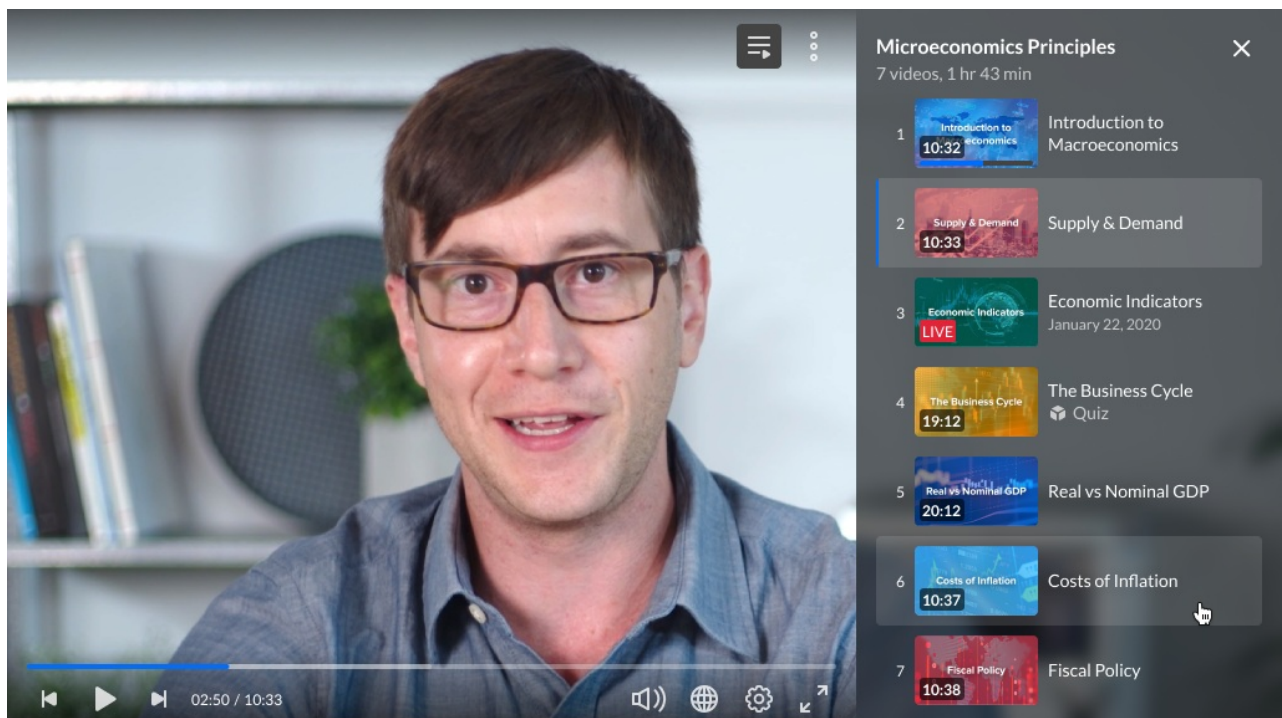 Microeconomics Principles
7 videos, 1 hr 43 min
1
Introduction to
economics
10:32
Introduction to
Macroeconomics
2
Supply & Demand
10:33
Supply & Demand
3
Economic Indicators
LIVE
Economic Indicators
January 22, 2020
4
The Business Cycle
19:12
The Business Cycle
Quiz
5
Real vs Nominal GDP
20:12
Real vs Nominal GDP
6
Costs of Inflation
10:37
Costs of Inflation
7
Fiscal Policy
10:38
Fiscal Policy
02:50 / 10:33